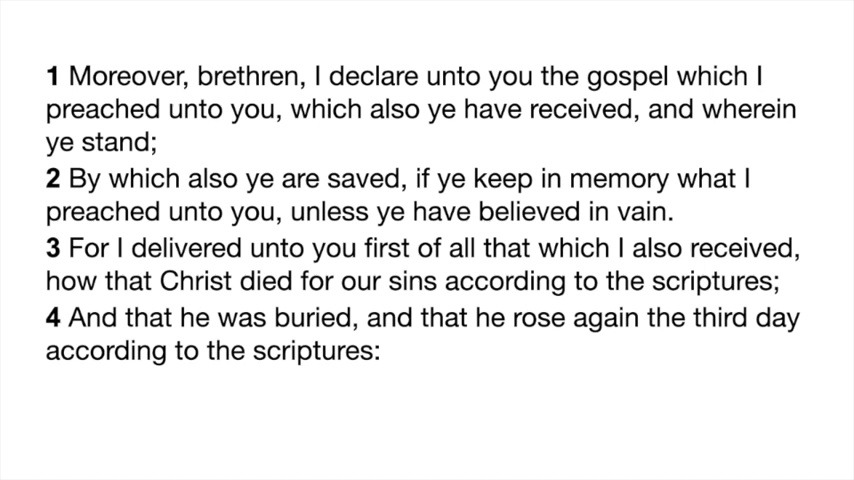 1 Moreover, brethren, I declare unto you the gospel which I
preached unto you, which also ye have received, and wherein
ye stand;
2 By which also ye are saved, if ye keep in memory what I
preached unto you, unless ye have believed in vain.
3 For I delivered unto you first of all that which I also received,
how that Christ died for our sins according to the scriptures;
4 And that he was buried, and that he rose again the third day
according to the scriptures: